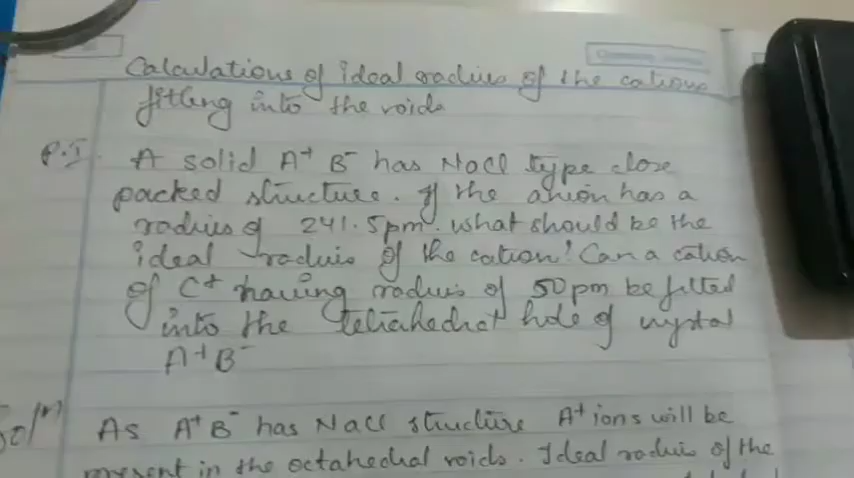 Calculations of ideal radius of the cations
fitting into the voids
P.I. A solid A+ B- has NaCl type close
packed structure. If the anion has a
radius of 241.5pm. what should be the
ideal radius of the cation? Can a cation
of C+ having radius of 50pm be fitted
into the tetrahedral hole of crystal
A+B-
Soln As A+ B- has NaCl structure A+ ions will be
present in the octahedral voids. Ideal radius of the